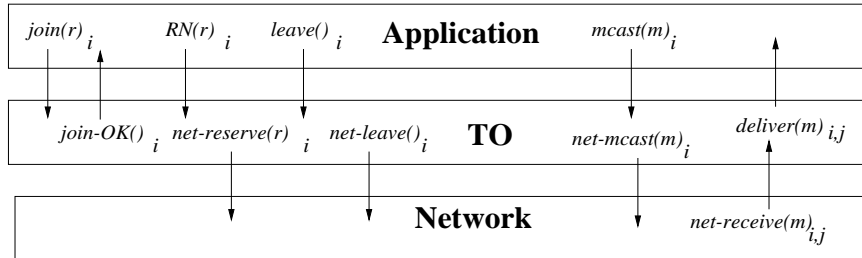 join(r) i RN(r) i leave() i Application mcast(m) i
join-OK() i net-reserve(r) i net-leave() i TO net-mcast(m) i deliver(m) i,j
Network net-receive(m) i,j